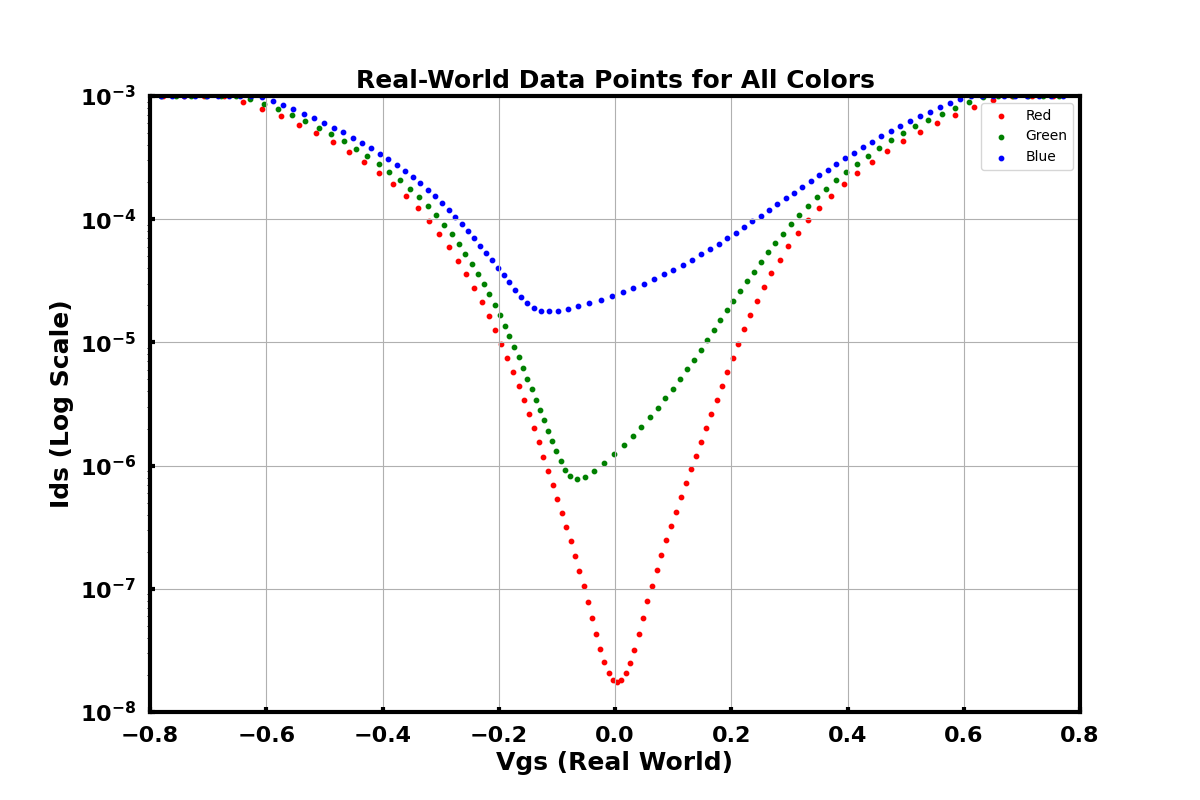 Real-World Data Points for All Colors
Red
Green
Blue
10⁻³
10⁻⁴
10⁻⁵
10⁻⁶
10⁻⁷
10⁻⁸
Ids (Log Scale)
−0.8 −0.6 −0.4 −0.2 0.0 0.2 0.4 0.6 0.8
Vgs (Real World)